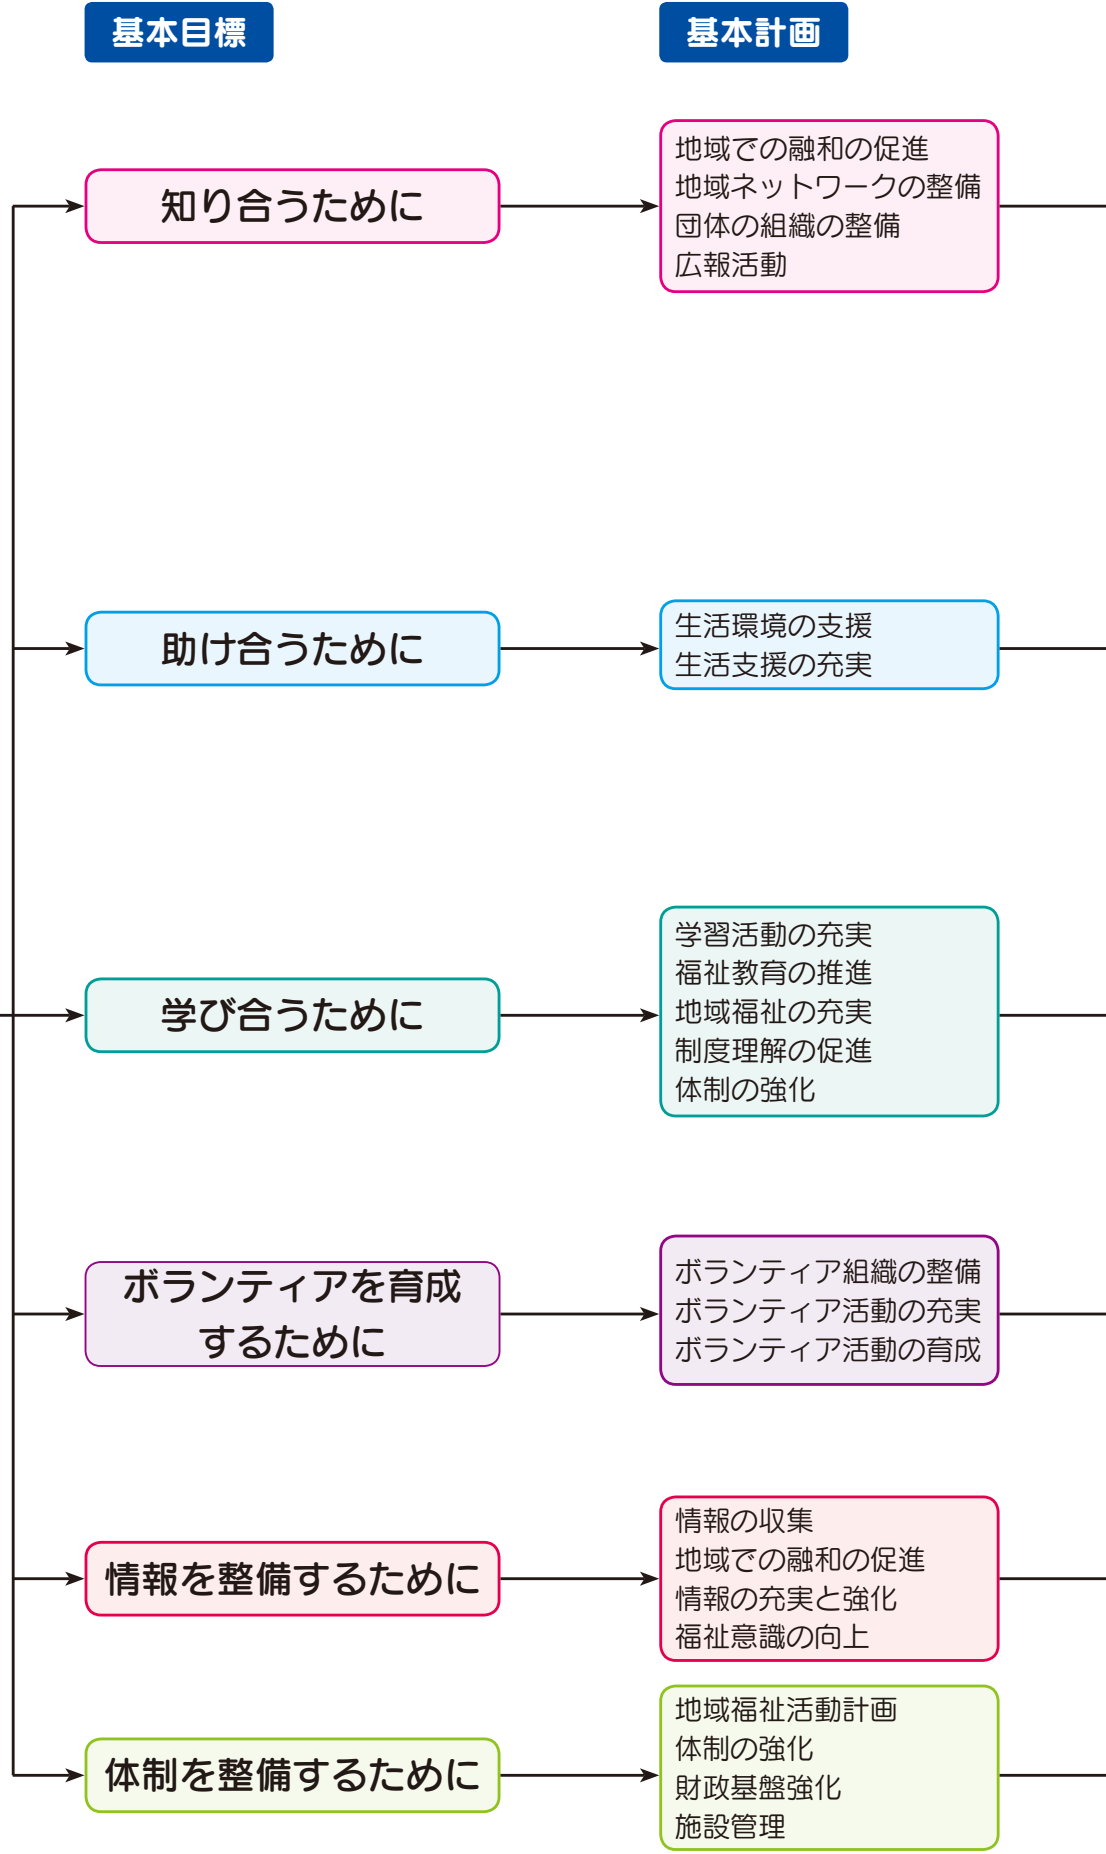 基本目標
基本計画
知り合うために
地域での融和の促進
地域ネットワークの整備
団体の組織の整備
広報活動
助け合うために
生活環境の支援
生活支援の充実
学び合うために
学習活動の充実
福祉教育の推進
地域福祉の充実
制度理解の促進
体制の強化
ボランティアを育成
するために
ボランティア組織の整備
ボランティア活動の充実
ボランティア活動の育成
情報を整備するために
情報の収集
地域での融和の促進
情報の充実と強化
福祉意識の向上
体制を整備するために
地域福祉活動計画
体制の強化
財政基盤強化
施設管理